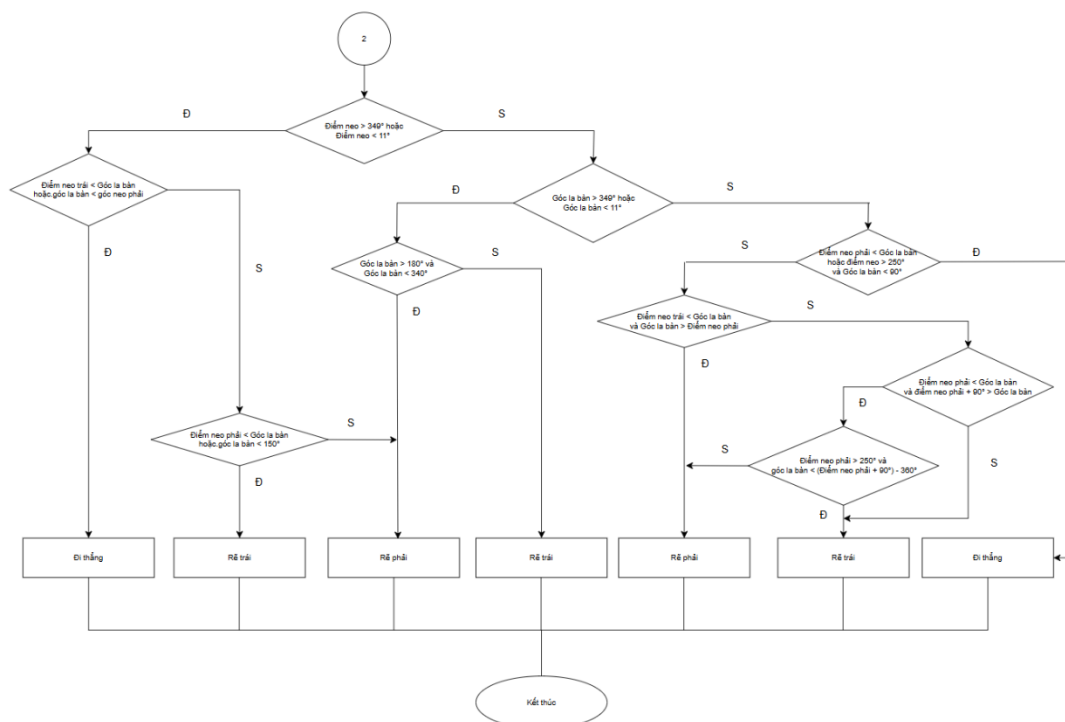 2
Đ
S
Điểm neo > 349° hoặc
Điểm neo < 11°
Điểm neo trái < Góc la bàn
hoặc.góc la bàn < góc neo phải
Đ
Góc la bàn > 349° hoặc
Góc la bàn < 11°
S
Đ
S
Góc la bàn > 180° và
Góc la bàn < 340°
S
S
Điểm neo phải < Góc la bàn
hoặc điểm neo > 250°
và Góc la bàn < 90°
Đ
Đ
Điểm neo trái < Góc la bàn
và Góc la bàn > Điểm neo phải
S
Đ
Điểm neo phải < Góc la bàn
và điểm neo phải + 90° > Góc la bàn
Đ
Điểm neo phải < Góc la bàn
hoặc.góc la bàn < 150°
S
Đ
S
Điểm neo phải > 250° và
góc la bàn < (Điểm neo phải + 90°) - 360°
S
Đ
Đi thẳng
Rẽ trái
Rẽ phải
Rẽ trái
Rẽ phải
Rẽ trái
Đi thẳng
Kết thúc